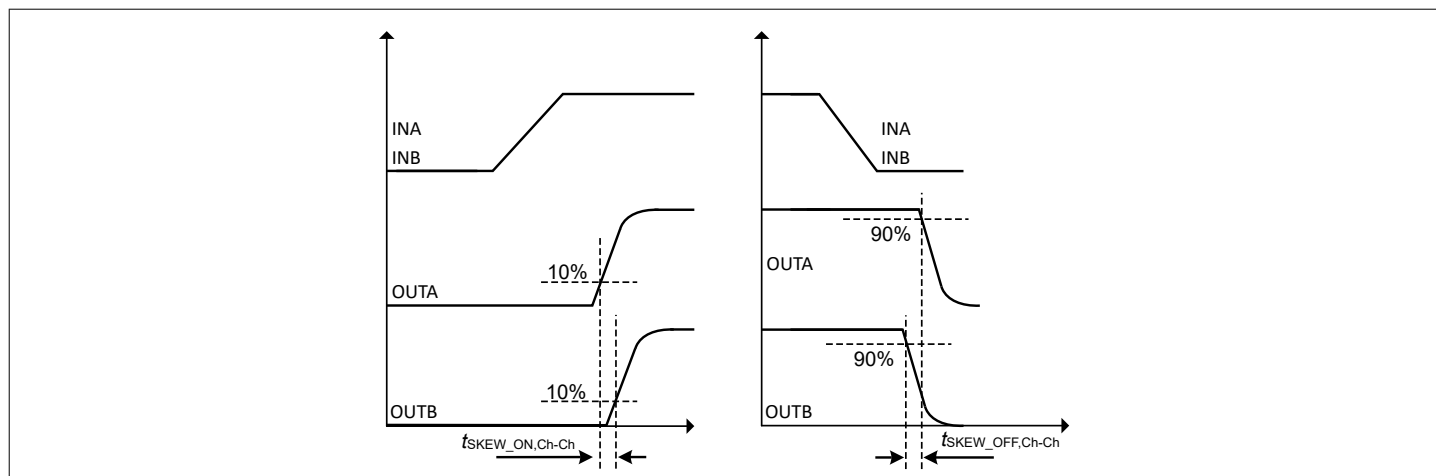 INA
INB
10%
OUTA
10%
OUTB
tSKEW_ON,Ch-Ch
INA
INB
90%
OUTA
90%
OUTB
tSKEW_OFF,Ch-Ch